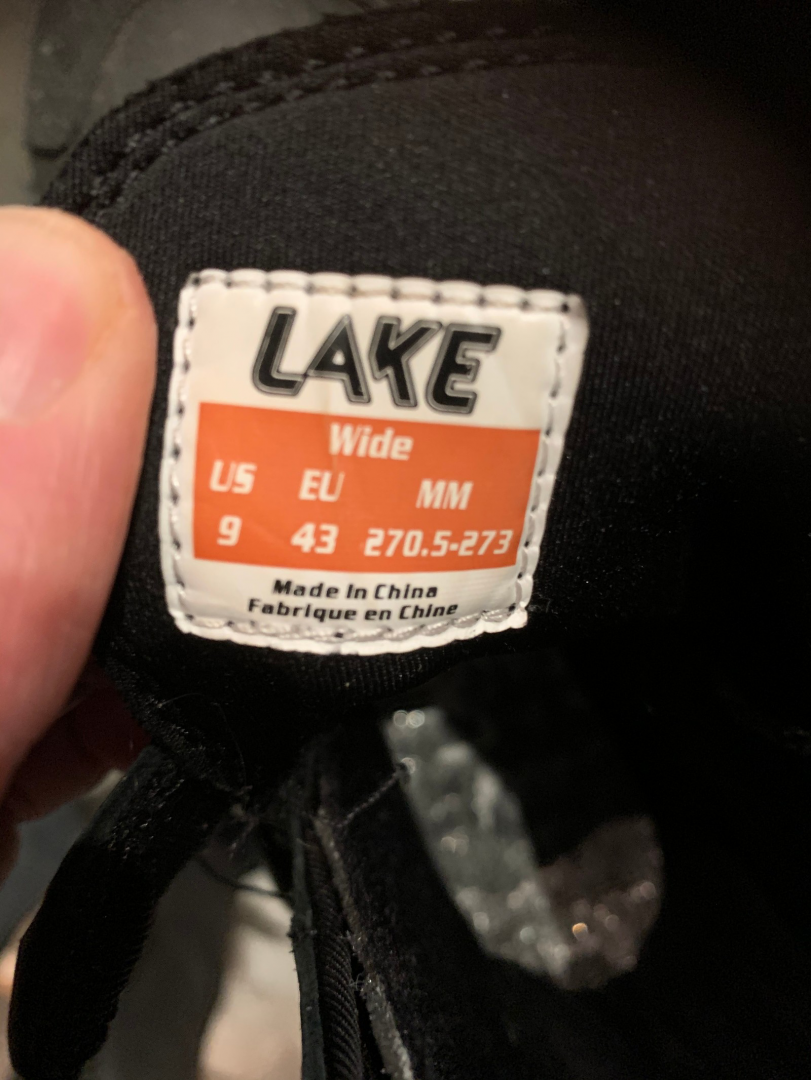 LAKE
Wide
US EU MM
9 43 270.5-273
Made In China
Fabrique en Chine